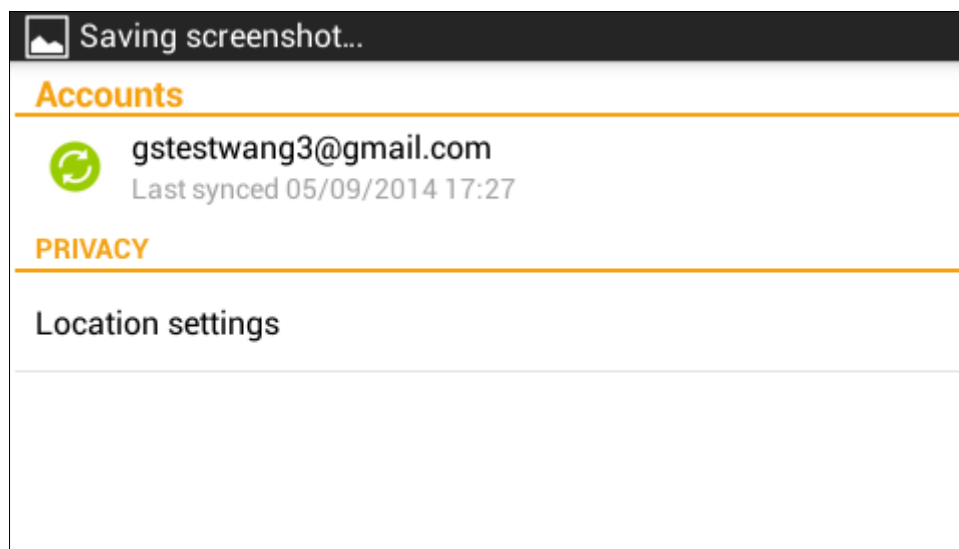 Saving screenshot...
Accounts
gstestwang3@gmail.com
Last synced 05/09/2014 17:27
PRIVACY
Location settings